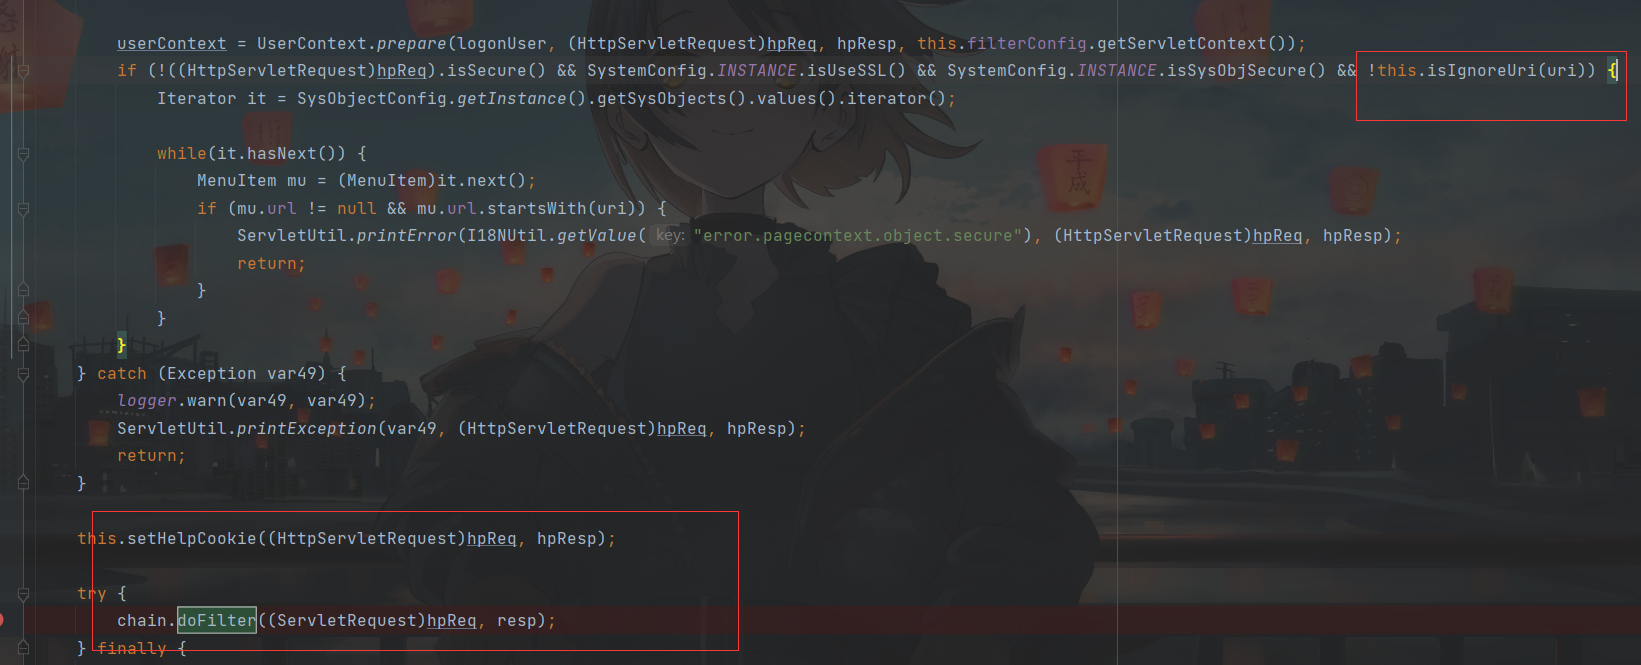 userContext = UserContext.prepare(logonUser, (HttpServletRequest)hpReq, hpResp, this.filterConfig.getServletContext());
if (!((HttpServletRequest)hpReq).isSecure() && SystemConfig.INSTANCE.isUseSSL() && SystemConfig.INSTANCE.isSysObjSecure() && !this.isIgnoreUri(uri)) {
Iterator it = SysObjectConfig.getInstance().getSysObjects().values().iterator();
while(it.hasNext()) {
MenuItem mu = (MenuItem)it.next();
if (mu.url != null && mu.url.startsWith(uri)) {
ServletUtil.printError(I18NUtil.getValue( key: "error.pagecontext.object.secure"), (HttpServletRequest)hpReq, hpResp);
return;
}
}
}
} catch (Exception var49) {
logger.warn(var49, var49);
ServletUtil.printException(var49, (HttpServletRequest)hpReq, hpResp);
return;
}
this.setHelpCookie((HttpServletRequest)hpReq, hpResp);
try {
chain.doFilter((ServletRequest)hpReq, resp);
} finally {
平成